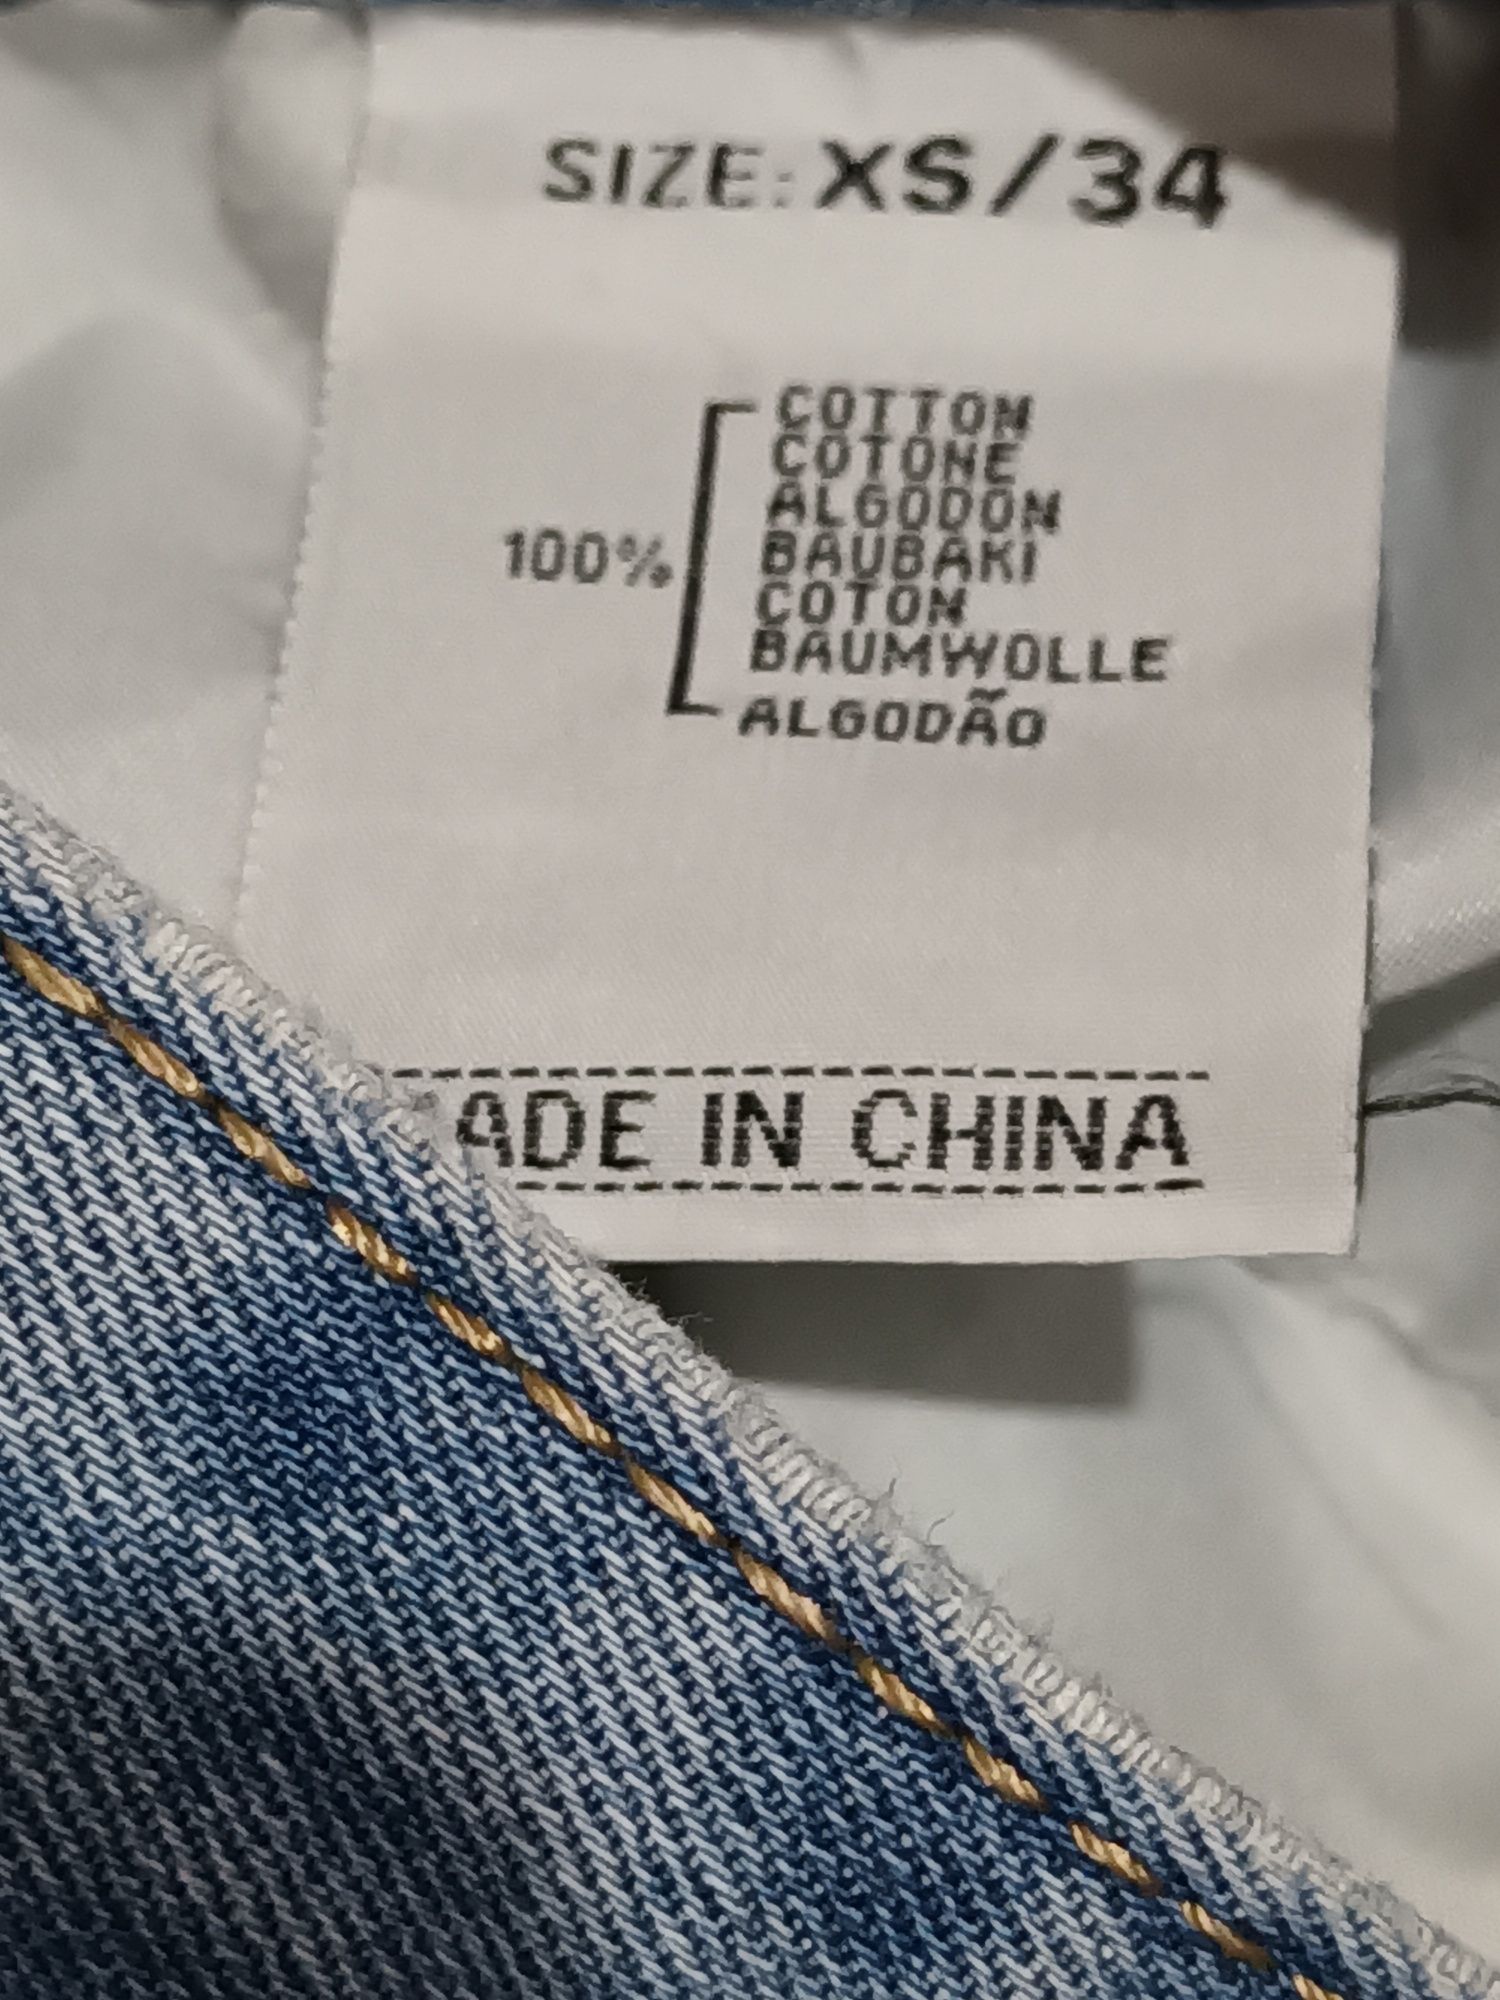 SIZE: XS/34
100%
COTTON
COTONE
ALGODON
BAUBAKI
COTON
BAUMWOLLE
ALGODÃO
ADE IN CHINA